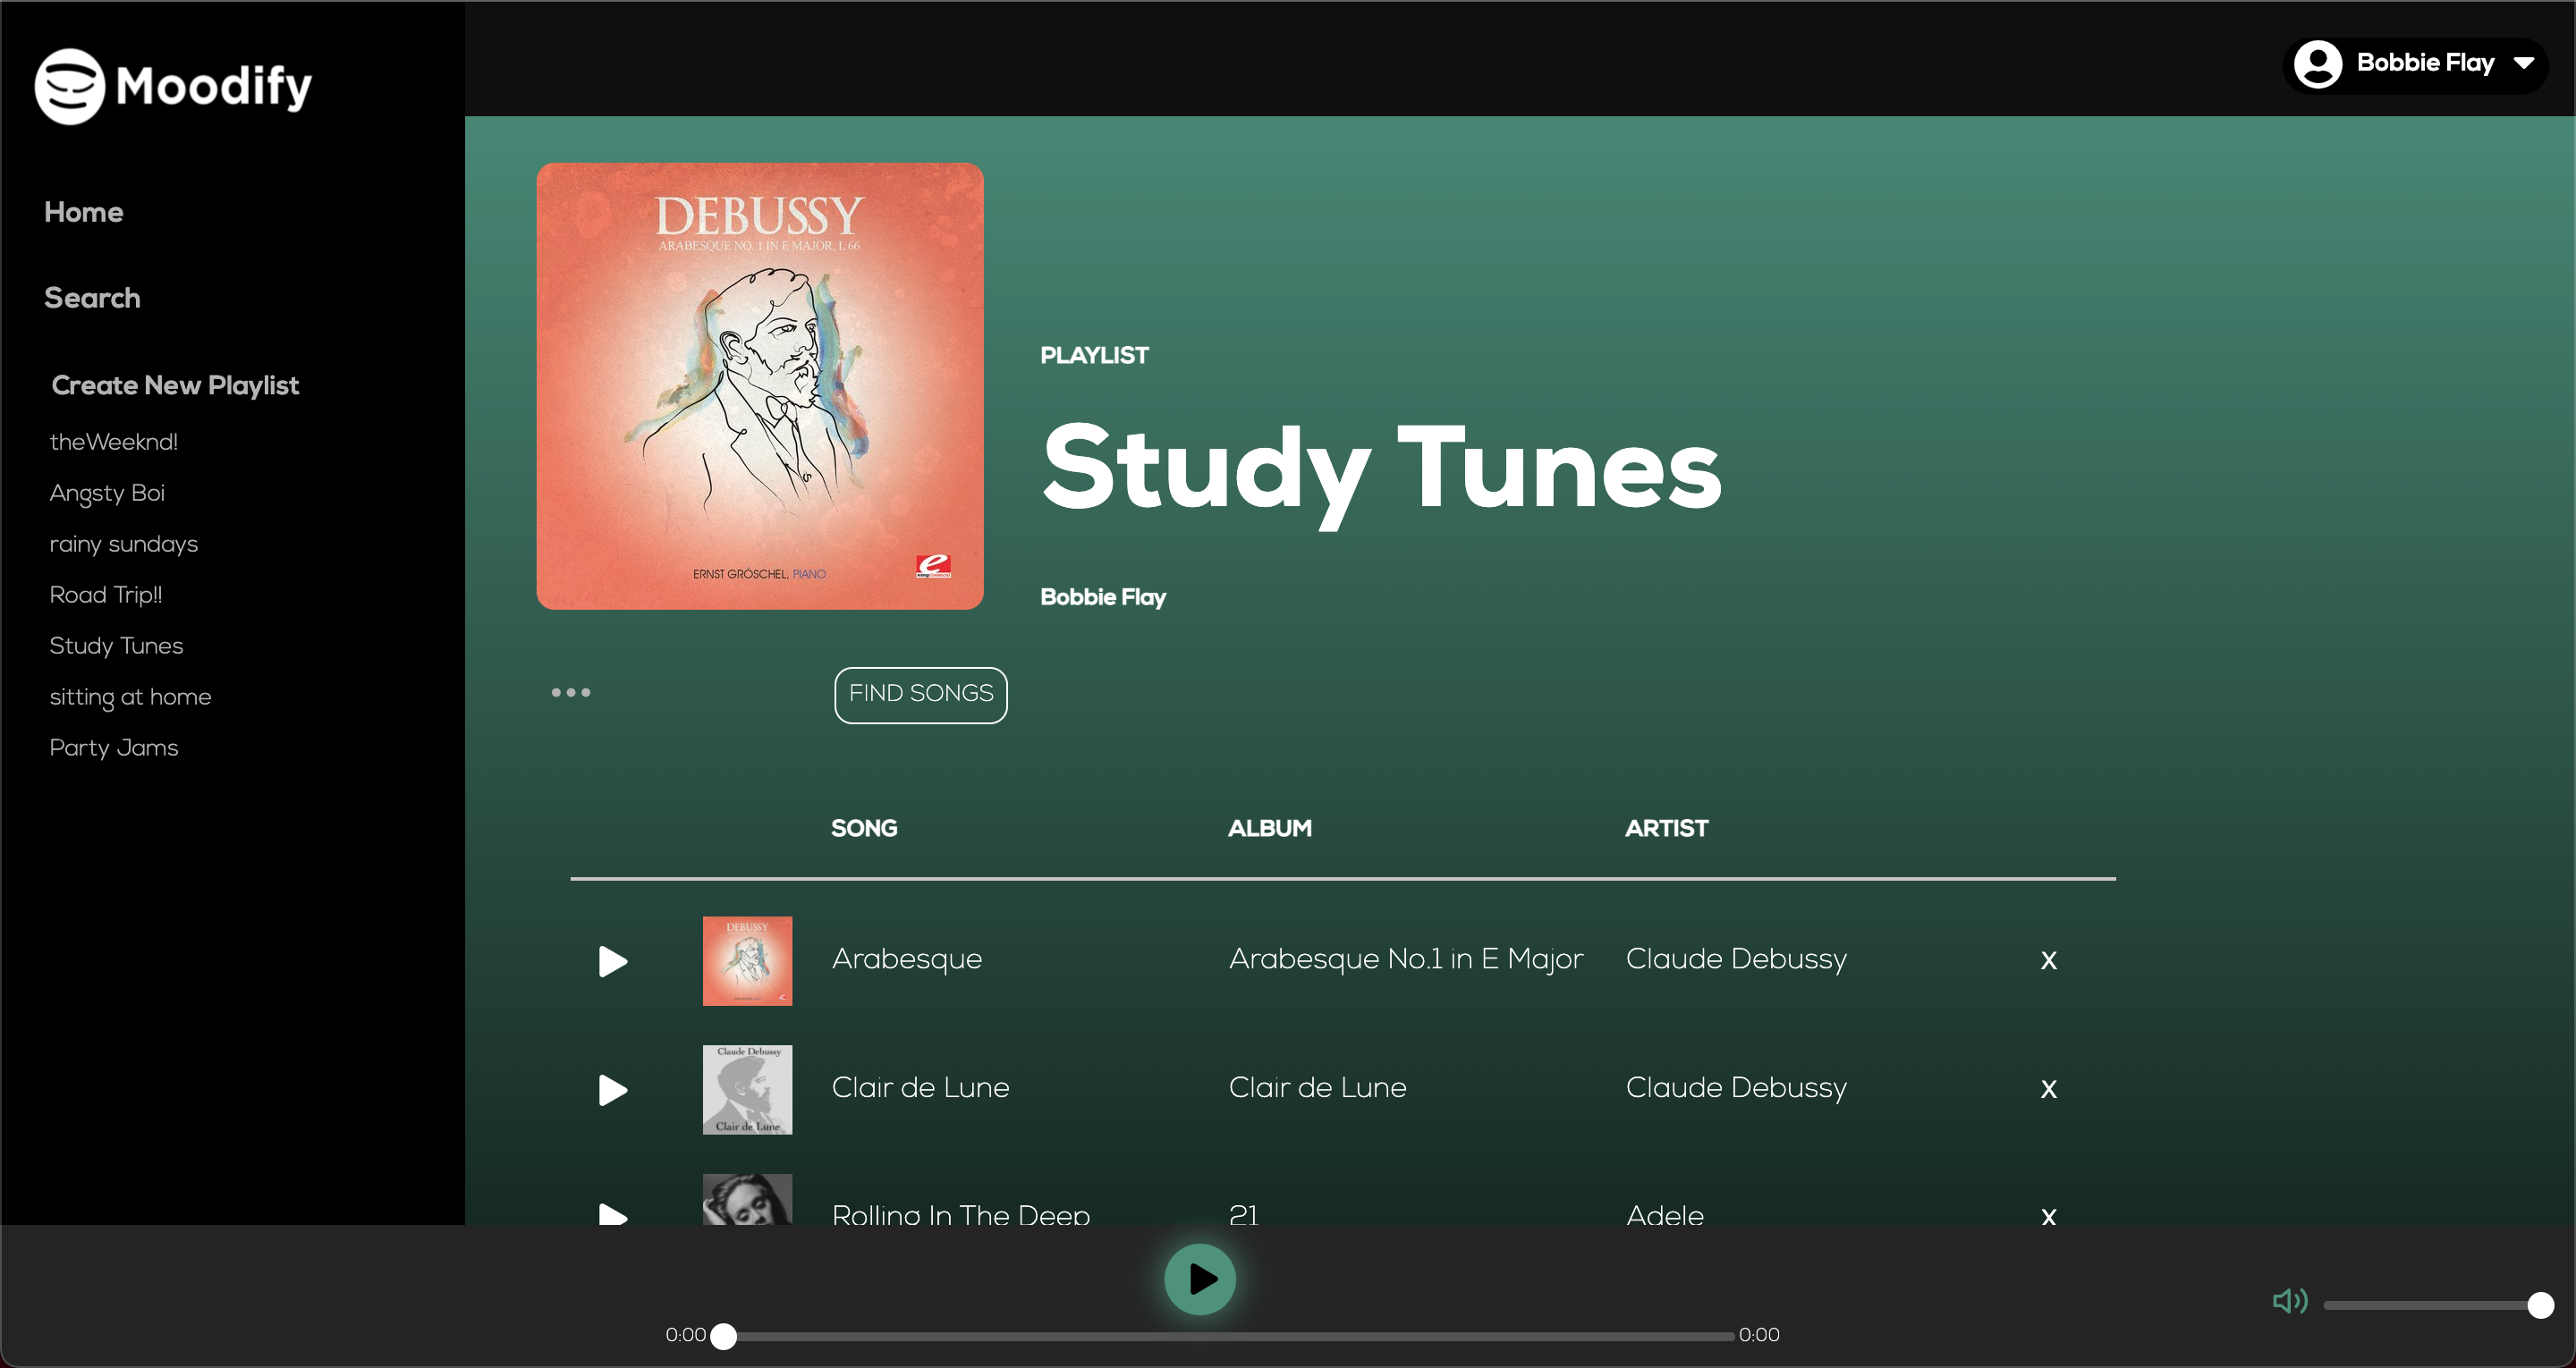 Moodify
Bobbie Flay
Home
Search
Create New Playlist
theWeeknd!
Angsty Boi
rainy sundays
Road Trip!!
Study Tunes
sitting at home
Party Jams
DEBUSSY
ARABESQUE NO. 1 IN E MAJOR, L 66
ERNST GRÖSCHEL, PIANO
PLAYLIST
Study Tunes
Bobbie Flay
FIND SONGS
SONG ALBUM ARTIST
DEBUSSY
Arabesque Arabesque No.1 in E Major Claude Debussy X
Claude Debussy
Clair de Lune
Clair de Lune Clair de Lune Claude Debussy X
Rolling In The Deep 21 Adele X
0:00 0:00